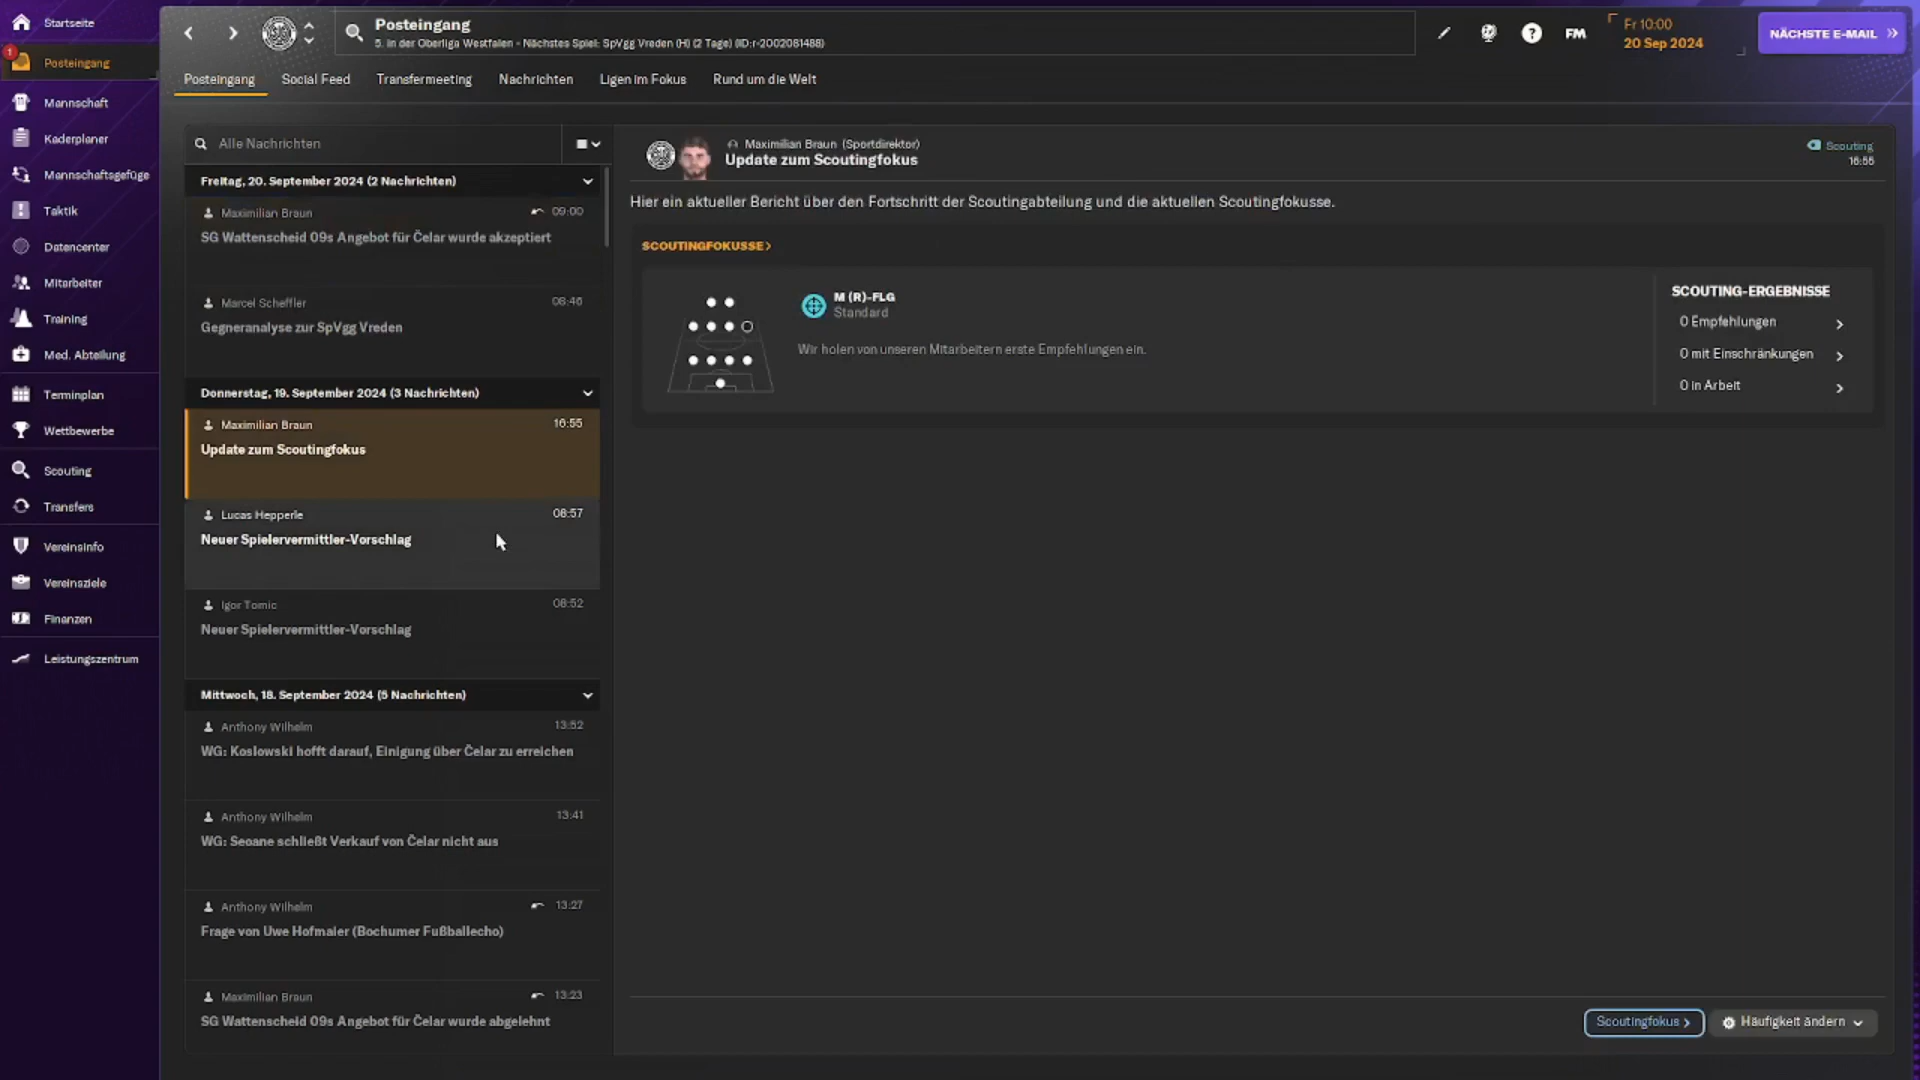 Startseite
1
Posteingang
Mannschaft
Kaderplaner
Mannschaftsgefüge
Taktik
Datencenter
Mitarbeiter
Training
Med. Abteilung
Terminplan
Wettbewerbe
Scouting
Transfers
Vereinsinfo
Vereinsziele
Finanzen
Leistungszentrum
Posteingang
5. in der Oberliga Westfalen - Nächstes Spiel: SpVgg Vreden (H) (2 Tage) (ID:r-2002081488)
FM
Fr 10:00
20 Sep 2024
NÄCHSTE E-MAIL
Posteingang
Social Feed
Transfermeeting
Nachrichten
Ligen im Fokus
Rund um die Welt
Alle Nachrichten
Freitag, 20. September 2024 (2 Nachrichten)
Maximilian Braun
09:00
SG Wattenscheid 09s Angebot für Čelar wurde akzeptiert
Marcel Scheffler
08:46
Gegneranalyse zur SpVgg Vreden
Donnerstag, 19. September 2024 (3 Nachrichten)
Maximilian Braun
16:55
Update zum Scoutingfokus
Lucas Hepperle
08:57
Neuer Spielervermittler-Vorschlag
Igor Tomic
08:52
Neuer Spielervermittler-Vorschlag
Mittwoch, 18. September 2024 (5 Nachrichten)
Anthony Wilhelm
13:52
WG: Koslowski hofft darauf, Einigung über Čelar zu erreichen
Anthony Wilhelm
13:41
WG: Seoane schließt Verkauf von Čelar nicht aus
Anthony Wilhelm
13:27
Frage von Uwe Hofmaier (Bochumer Fußballecho)
Maximilian Braun
13:23
SG Wattenscheid 09s Angebot für Čelar wurde abgelehnt
Maximilian Braun (Sportdirektor)
Update zum Scoutingfokus
Scouting
16:55
Hier ein aktueller Bericht über den Fortschritt der Scoutingabteilung und die aktuellen Scoutingfokusse.
SCOUTINGFOKUSSE
M (R)-FLG
Standard
Wir holen von unseren Mitarbeitern erste Empfehlungen ein.
SCOUTING-ERGEBNISSE
0 Empfehlungen
0 mit Einschränkungen
0 in Arbeit
Scoutingfokus
Häufigkeit ändern